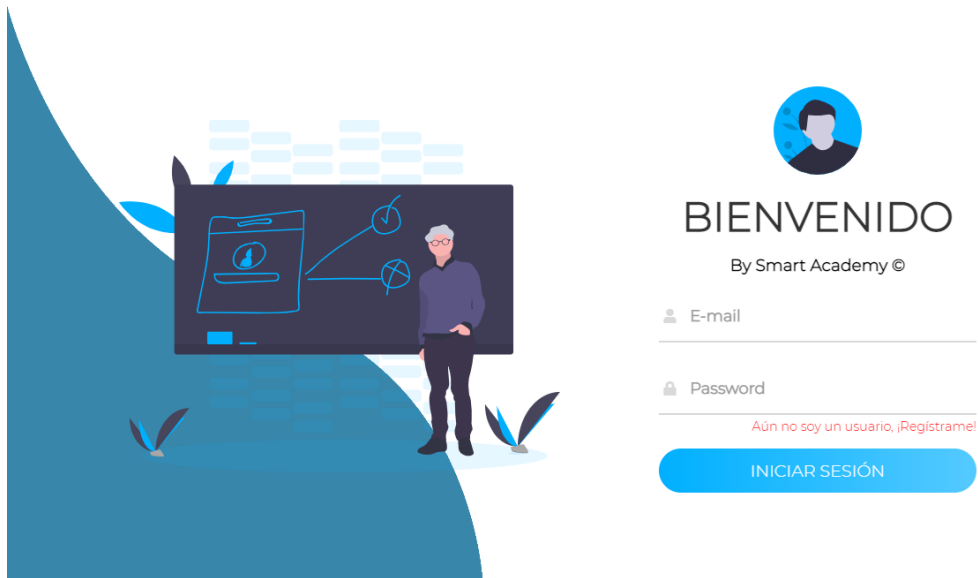 BIENVENIDO
By Smart Academy ©
E-mail
Password
Aún no soy un usuario, ¡Regístrame!
INICIAR SESIÓN